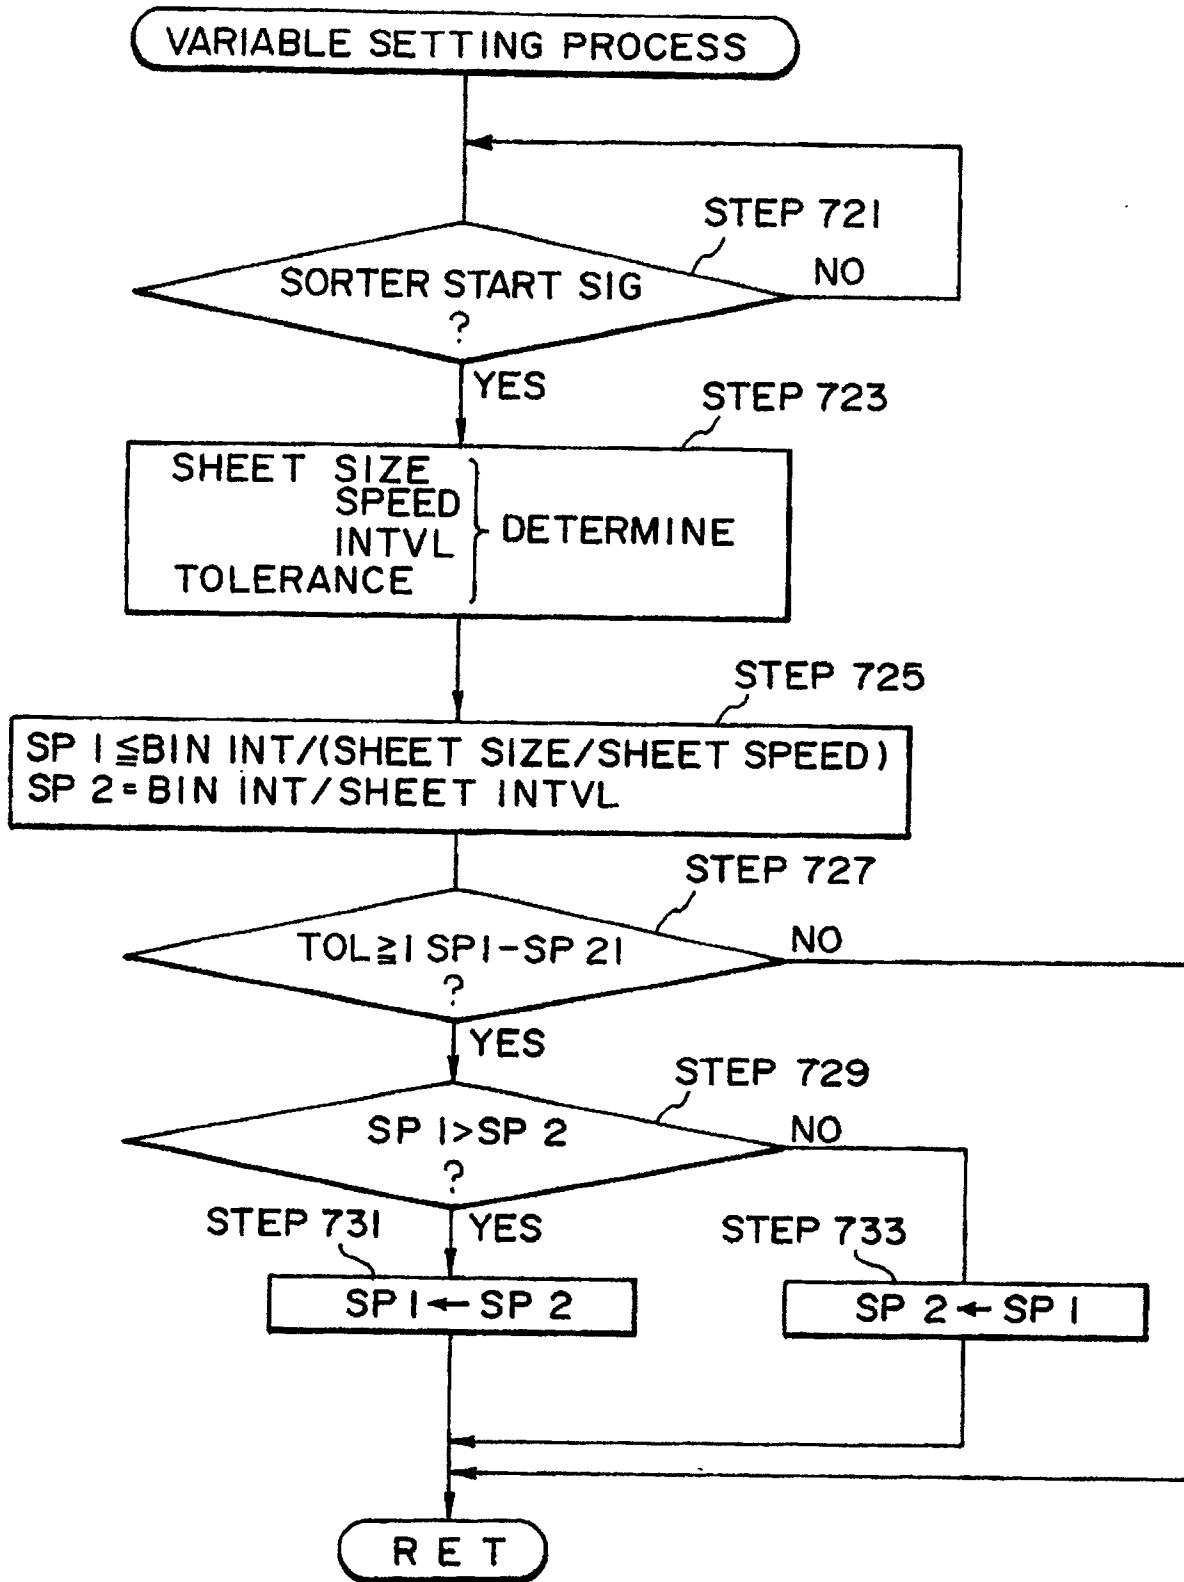 VARIABLE SETTING PROCESS
STEP 721
SORTER START SIG
?
NO
YES
STEP 723
SHEET SIZE
SPEED
INTVL
TOLERANCE
DETERMINE
STEP 725
SP 1 ≦ BIN INT/(SHEET SIZE/SHEET SPEED)
SP 2 = BIN INT/SHEET INTVL
STEP 727
TOL ≧ | SP1 - SP 2|
?
NO
YES
STEP 729
SP 1 > SP 2
?
NO
YES
STEP 731
SP 1 ← SP 2
STEP 733
SP 2 ← SP 1
RET